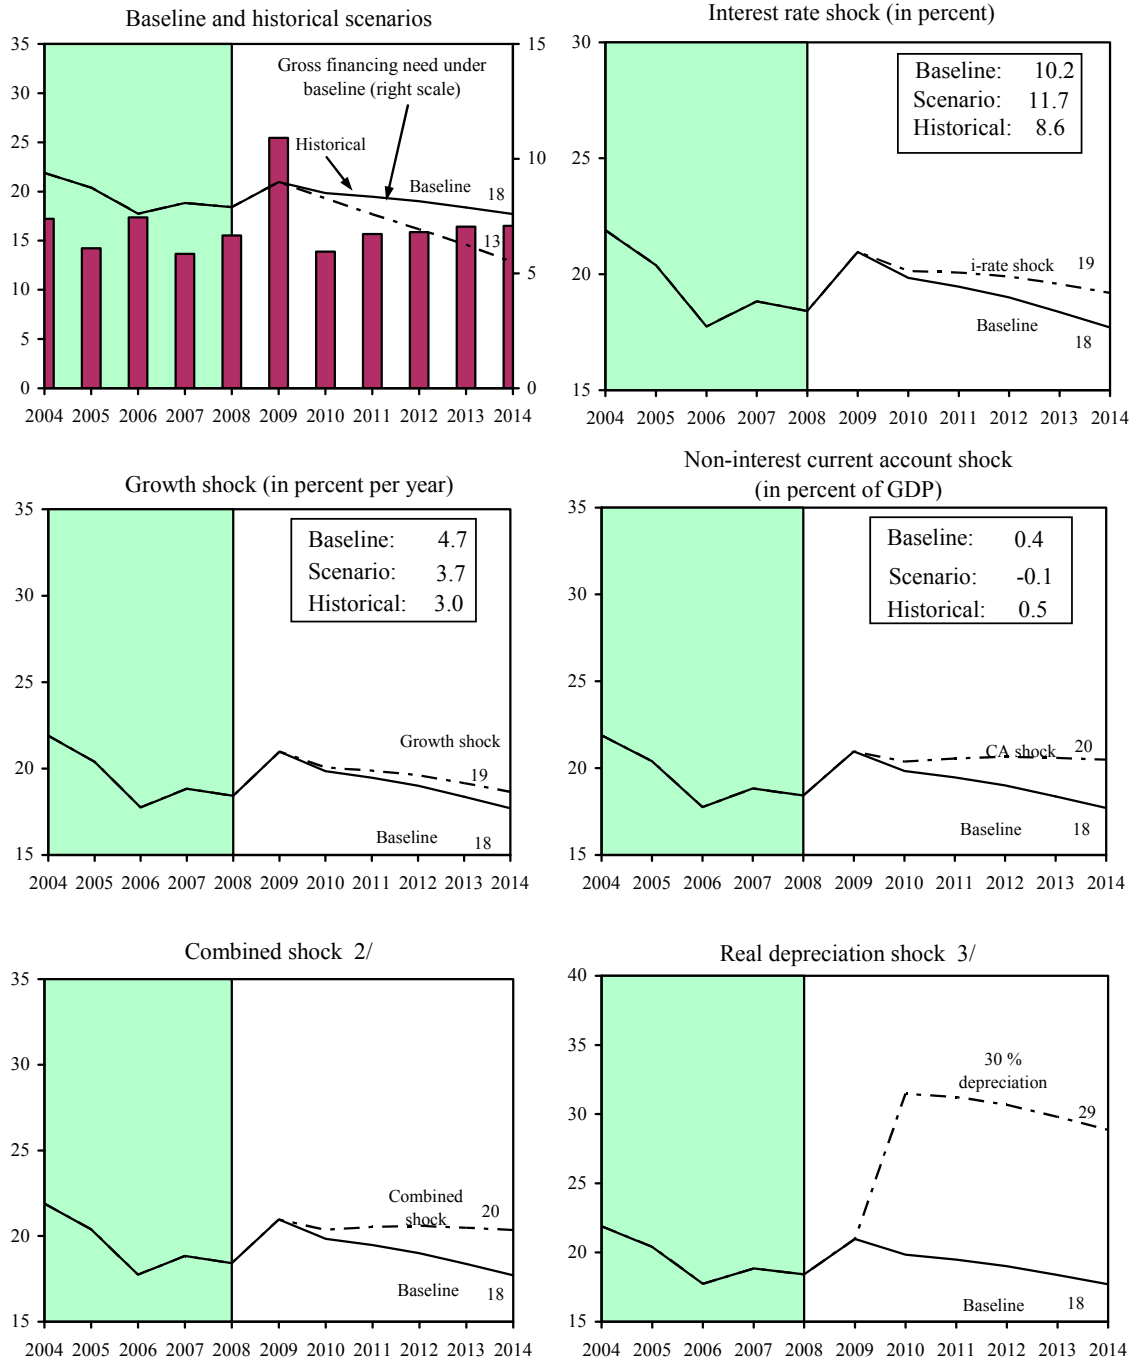 Baseline and historical scenarios
35
30
25
20
15
10
5
0
15
10
5
0
Gross financing need under
baseline (right scale)
Historical
Baseline
18
13
2004 2005 2006 2007 2008 2009 2010 2011 2012 2013 2014
Interest rate shock (in percent)
30
25
20
15
Baseline: 10.2
Scenario: 11.7
Historical: 8.6
i-rate shock 19
Baseline
18
2004 2005 2006 2007 2008 2009 2010 2011 2012 2013 2014
Growth shock (in percent per year)
35
30
25
20
15
Baseline: 4.7
Scenario: 3.7
Historical: 3.0
Growth shock
19
Baseline 18
2004 2005 2006 2007 2008 2009 2010 2011 2012 2013 2014
Non-interest current account shock
(in percent of GDP)
35
30
25
20
15
Baseline: 0.4
Scenario: -0.1
Historical: 0.5
CA shock 20
Baseline 18
2004 2005 2006 2007 2008 2009 2010 2011 2012 2013 2014
Combined shock 2/
35
30
25
20
15
Combined
shock
20
Baseline 18
2004 2005 2006 2007 2008 2009 2010 2011 2012 2013 2014
Real depreciation shock 3/
40
35
30
25
20
15
30 %
depreciation
29
Baseline 18
2004 2005 2006 2007 2008 2009 2010 2011 2012 2013 2014